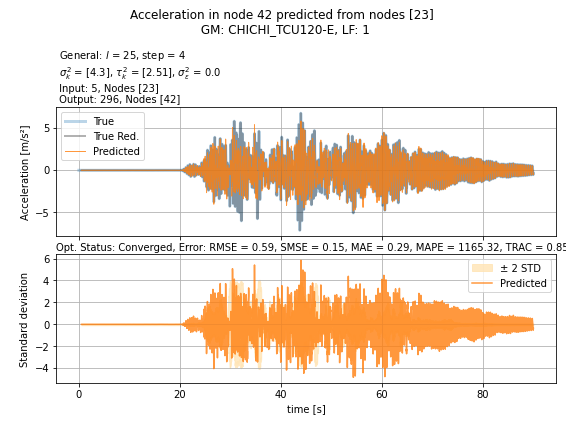 Acceleration in node 42 predicted from nodes [23]
GM: CHICHI_TCU120-E, LF: 1
General: l = 25, step = 4
σ²ₖ = [4.3], τ²ₖ = [2.51], σ²ε = 0.0
Input: 5, Nodes [23]
Output: 296, Nodes [42]
True
True Red.
Predicted
Acceleration [m/s²]
5
0
−5
Opt. Status: Converged, Error: RMSE = 0.59, SMSE = 0.15, MAE = 0.29, MAPE = 1165.32, TRAC = 0.85
± 2 STD
Predicted
Standard deviation
6
4
2
0
−2
−4
0 20 40 60 80
time [s]